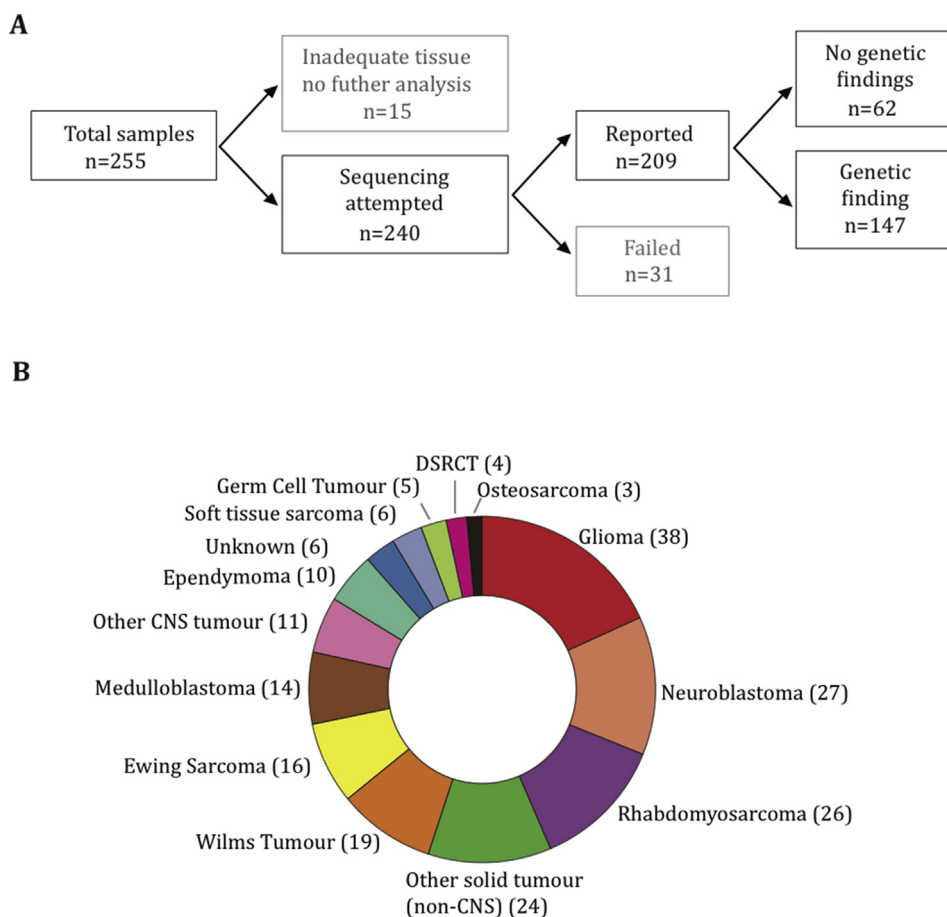 A
Total samples
n=255
Inadequate tissue
no futher analysis
n=15
Sequencing
attempted
n=240
Reported
n=209
Failed
n=31
No genetic
findings
n=62
Genetic
finding
n=147
B
DSRCT (4)
Germ Cell Tumour (5)
Osteosarcoma (3)
Soft tissue sarcoma (6)
Glioma (38)
Unknown (6)
Ependymoma (10)
Other CNS tumour (11)
Medulloblastoma (14)
Neuroblastoma (27)
Ewing Sarcoma (16)
Rhabdomyosarcoma (26)
Wilms Tumour (19)
Other solid tumour
(non-CNS) (24)